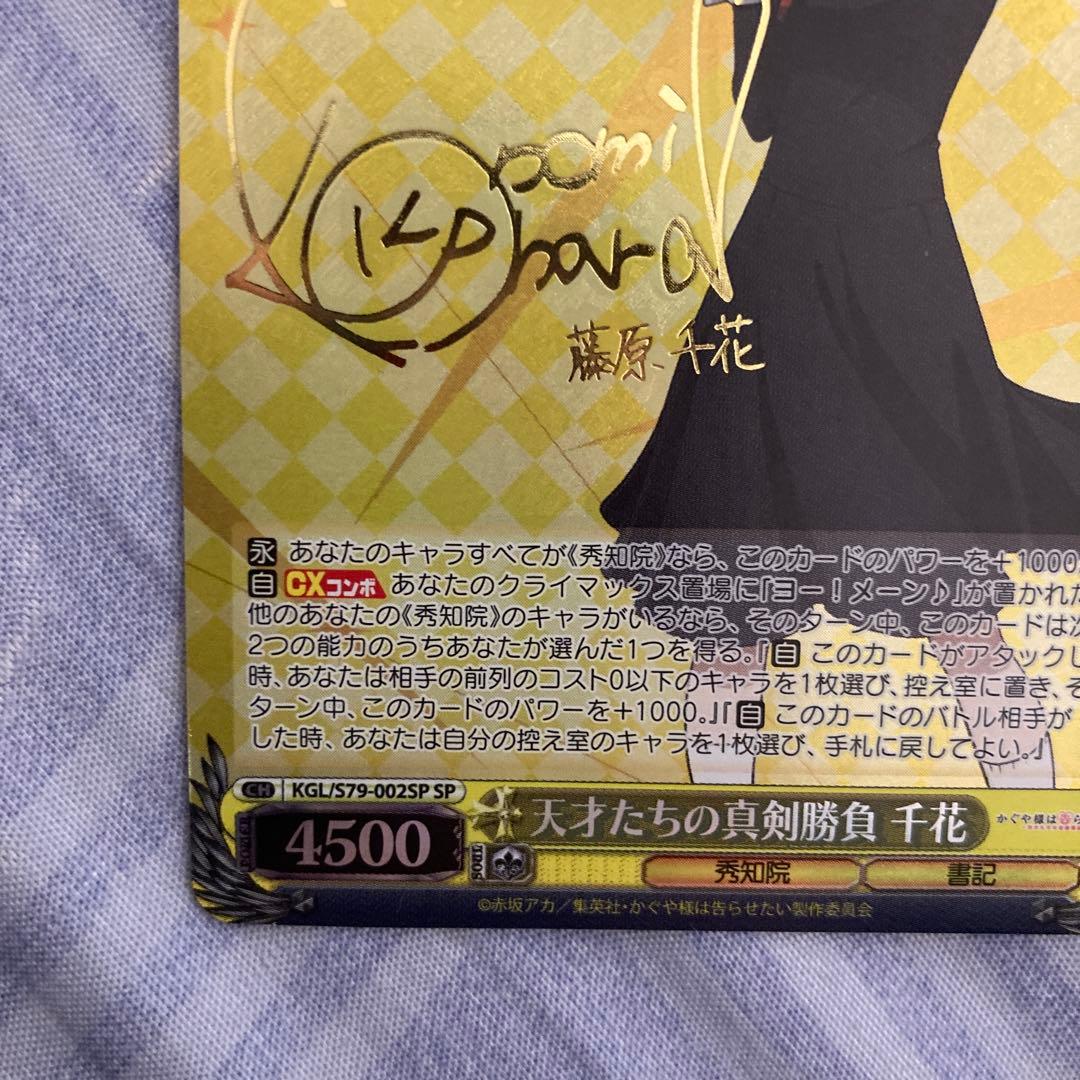 藤原 千花
永 あなたのキャラすべてが《秀知院》なら、このカードのパワーを+1000
自 CXコンボ あなたのクライマックス置場に「ヨー!メーン♪」が置かれた
他のあなたの《秀知院》のキャラがいるなら、そのターン中、このカードは次
2つの能力のうちあなたが選んだ1つを得る。『自 このカードがアタックし
時、あなたは相手の前列のコスト0以下のキャラを1枚選び、控え室に置き、そ
ターン中、このカードのパワーを+1000。』『自 このカードのバトル相手が
した時、あなたは自分の控え室のキャラを1枚選び、手札に戻してよい。』
CH KGL/S79-002SP SP
4500 天才たちの真剣勝負 千花 かぐや様は告ら
POWER SOUL 秀知院 書記
©赤坂アカ/集英社・かぐや様は告らせたい製作委員会